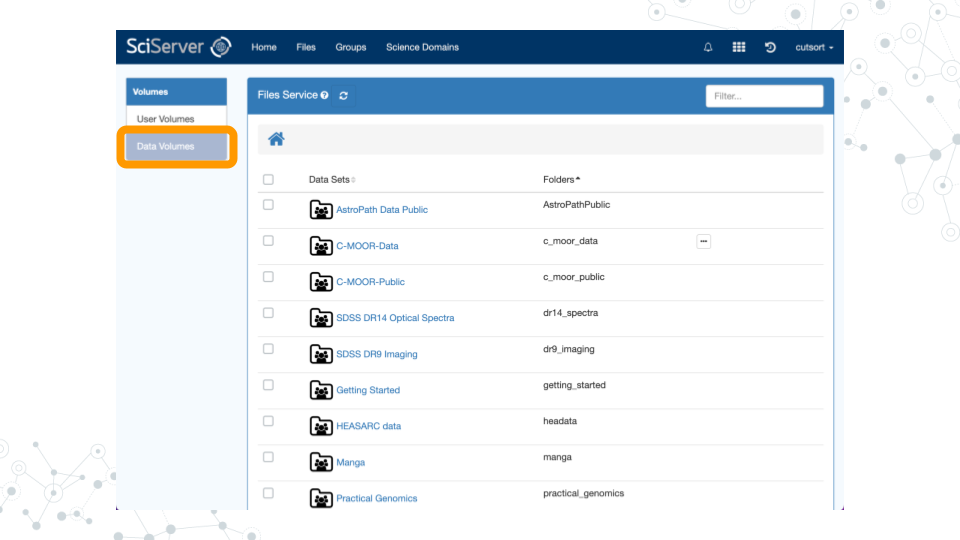 SciServer Home Files Groups Science Domains cutsort
Volumes
User Volumes
Data Volumes
Files Service Filter...
Data Sets Folders
AstroPath Data Public AstroPathPublic
C-MOOR-Data c_moor_data
C-MOOR-Public c_moor_public
SDSS DR14 Optical Spectra dr14_spectra
SDSS DR9 Imaging dr9_imaging
Getting Started getting_started
HEASARC data headata
Manga manga
Practical Genomics practical_genomics